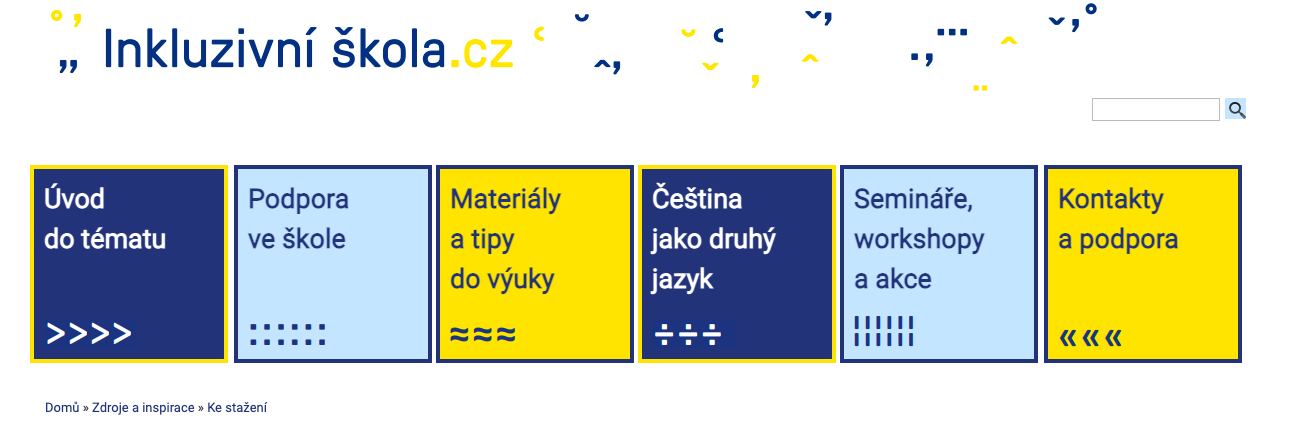 Inkluzivní škola.cz
Úvod
do tématu
>>>>
Podpora
ve škole
::::::
Materiály
a tipy
do výuky
≈≈≈
Čeština
jako druhý
jazyk
÷÷÷
Semináře,
workshopy
a akce
¦¦¦¦¦¦
Kontakty
a podpora
«««
Domů » Zdroje a inspirace » Ke stažení